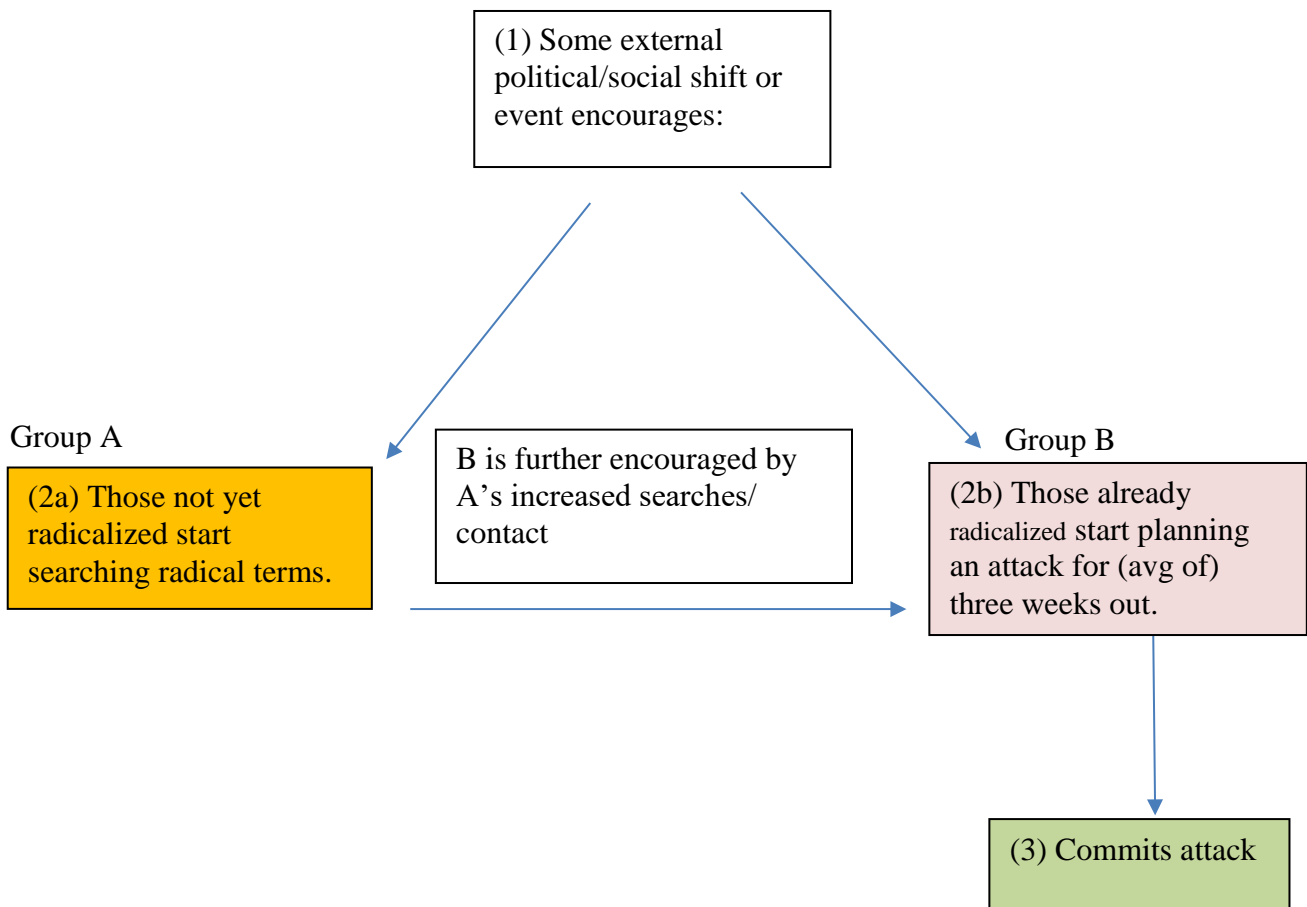 (1) Some external
political/social shift or
event encourages:
Group A
(2a) Those not yet
radicalized start
searching radical terms.
B is further encouraged by
A’s increased searches/
contact
Group B
(2b) Those already
radicalized start planning
an attack for (avg of)
three weeks out.
(3) Commits attack